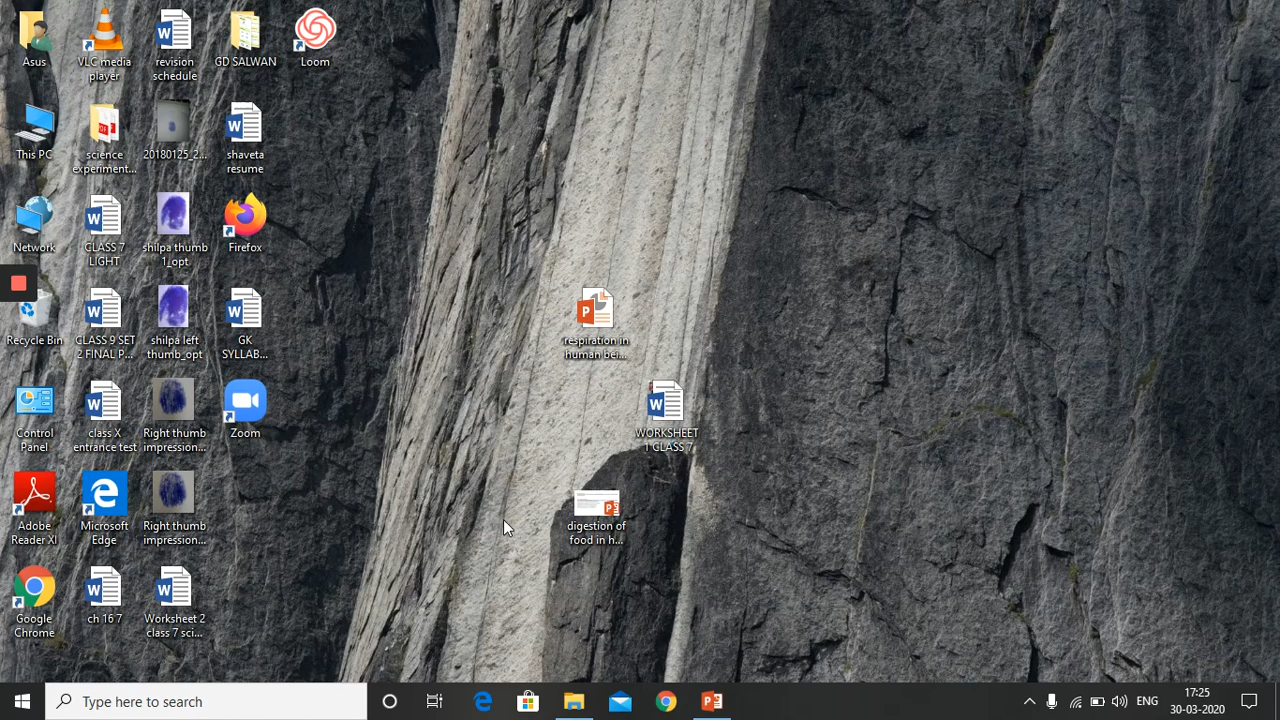 Asus
VLC media
player
revision
schedule
GD SALWAN
Loom
This PC
science
experiment...
20180125_2...
shaveta
resume
Network
CLASS 7
LIGHT
shilpa thumb
1_opt
Firefox
Recycle Bin
CLASS 9 SET
2 FINAL P...
shilpa left
thumb_opt
GK
SYLLAB...
respiration in
human bei...
Control
Panel
class X
entrance test
Right thumb
impression...
Zoom
WORKSHEET
1 CLASS 7
Adobe
Reader XI
Microsoft
Edge
Right thumb
impression...
digestion of
food in h...
Google
Chrome
ch 16 7
Worksheet 2
class 7 sci...
Type here to search
ENG
17:25
30-03-2020